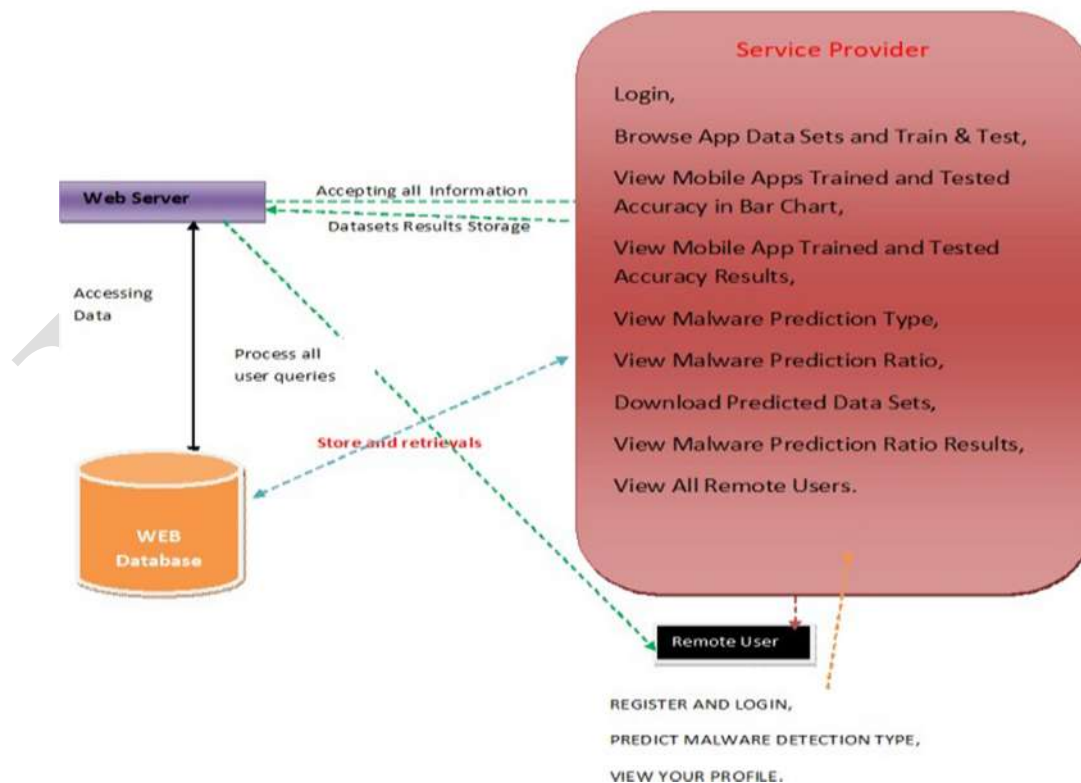 Service Provider
Login,
Browse App Data Sets and Train & Test,
View Mobile Apps Trained and Tested
Accuracy in Bar Chart,
View Mobile App Trained and Tested
Accuracy Results,
View Malware Prediction Type,
View Malware Prediction Ratio,
Download Predicted Data Sets,
View Malware Prediction Ratio Results,
View All Remote Users.
Web Server
Accepting all Information
Datasets Results Storage
Accessing
Data
Process all
user queries
Store and retrievals
WEB
Database
Remote User
REGISTER AND LOGIN,
PREDICT MALWARE DETECTION TYPE,
VIEW YOUR PROFILE.